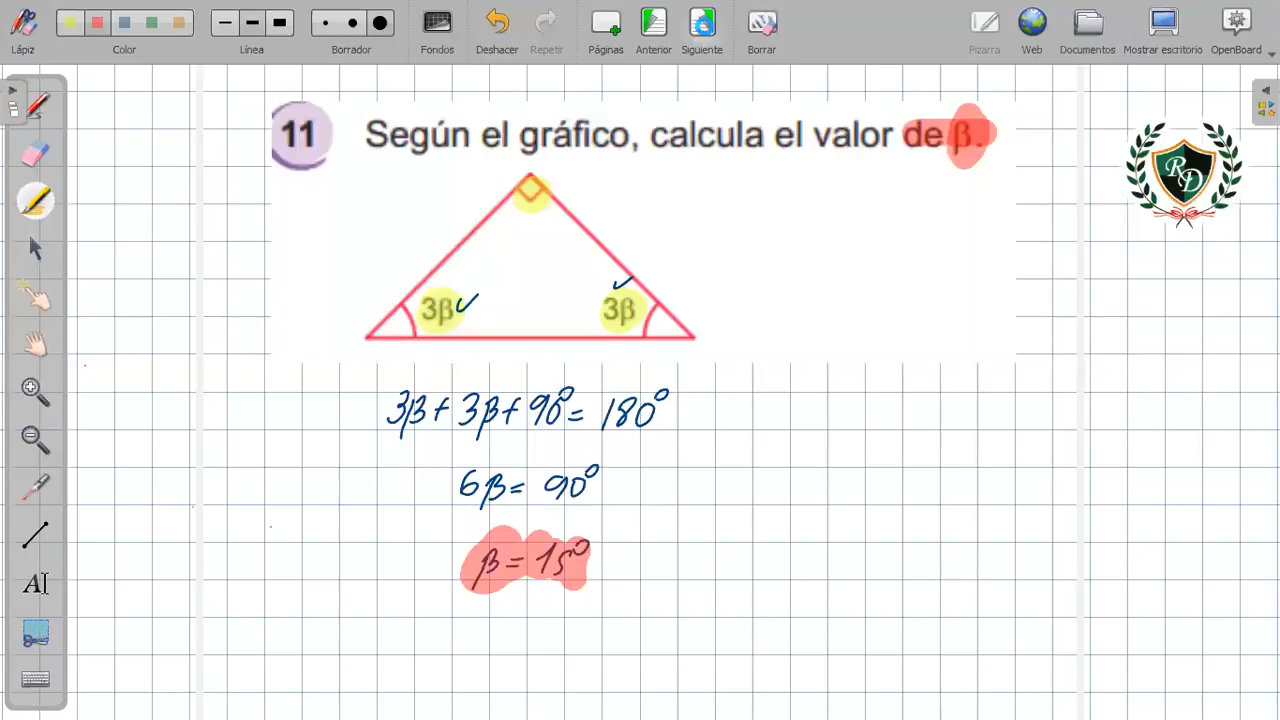 Lápiz Color Línea Borrador Fondos Deshacer Repetir Páginas Anterior Siguiente Borrar Pizarra Web Documentos Mostrar escritorio OpenBoard
11 Según el gráfico, calcula el valor de β.
RD
3β 3β
3β + 3β + 90° = 180°
6β = 90°
β = 15°
AI